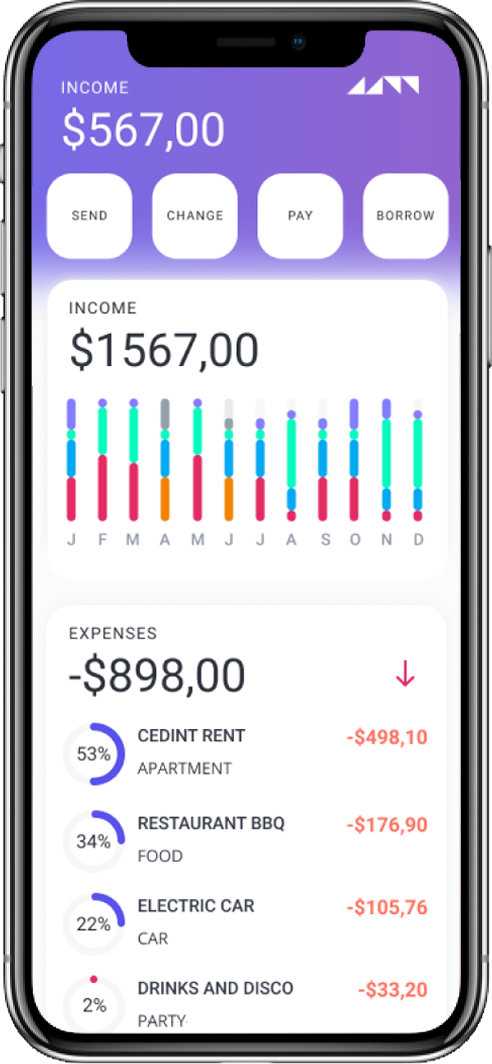 INCOME
$567,00
SEND CHANGE PAY BORROW
INCOME
$1567,00
J F M A M J J A S O N D
EXPENSES
-$898,00
53% CEDINT RENT -$498,10
APARTMENT
34% RESTAURANT BBQ -$176,90
FOOD
22% ELECTRIC CAR -$105,76
CAR
2% DRINKS AND DISCO -$33,20
PARTY